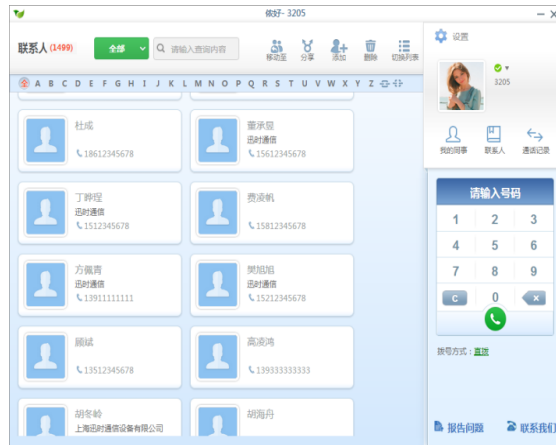 侬好- 3205
联系人 (1499)
全部
请输入查询内容
移动至 分享 添加 删除 切换列表
全 A B C D E F G H I J K L M N O P Q R S T U V W X Y Z
杜成
18612345678
董承昱
迅时通信
15612345678
丁晔珵
迅时通信
1512345678
费凌帆
15812345678
方佩青
迅时通信
13911111111
樊旭旭
迅时通信
15212345678
顾斌
13512345678
高凌鸿
139333333333
胡冬岭
上海迅时通信设备有限公司
胡海舟
设置
3205
我的同事 联系人 通话记录
请输入号码
1 2 3
4 5 6
7 8 9
C 0 ×
拨号方式：直拨
报告问题 联系我们